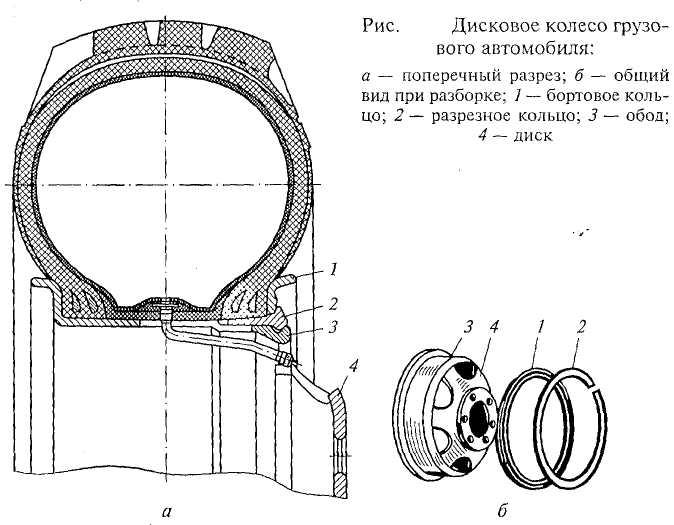 Рис. Дисковое колесо грузо-
вого автомобиля:
а — поперечный разрез; б — общий
вид при разборке; 1 — бортовое коль-
цо; 2 — разрезное кольцо; 3 — обод;
4 — диск
1
2
3
4
3 4 1 2
а
б